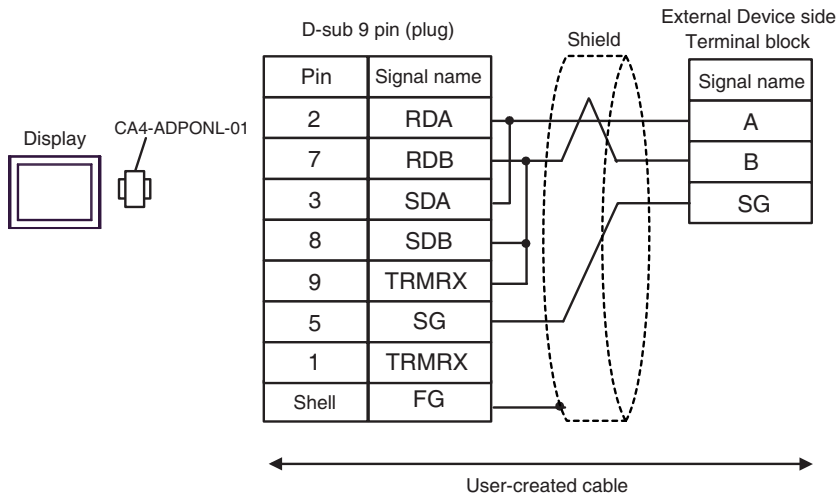 External Device side
D-sub 9 pin (plug)
Shield
Terminal block
Pin
Signal name
Signal name
2
RDA
A
Display
CA4-ADPONL-01
7
RDB
B
3
SDA
SG
8
SDB
9
TRMRX
5
SG
1
TRMRX
Shell
FG
User-created cable